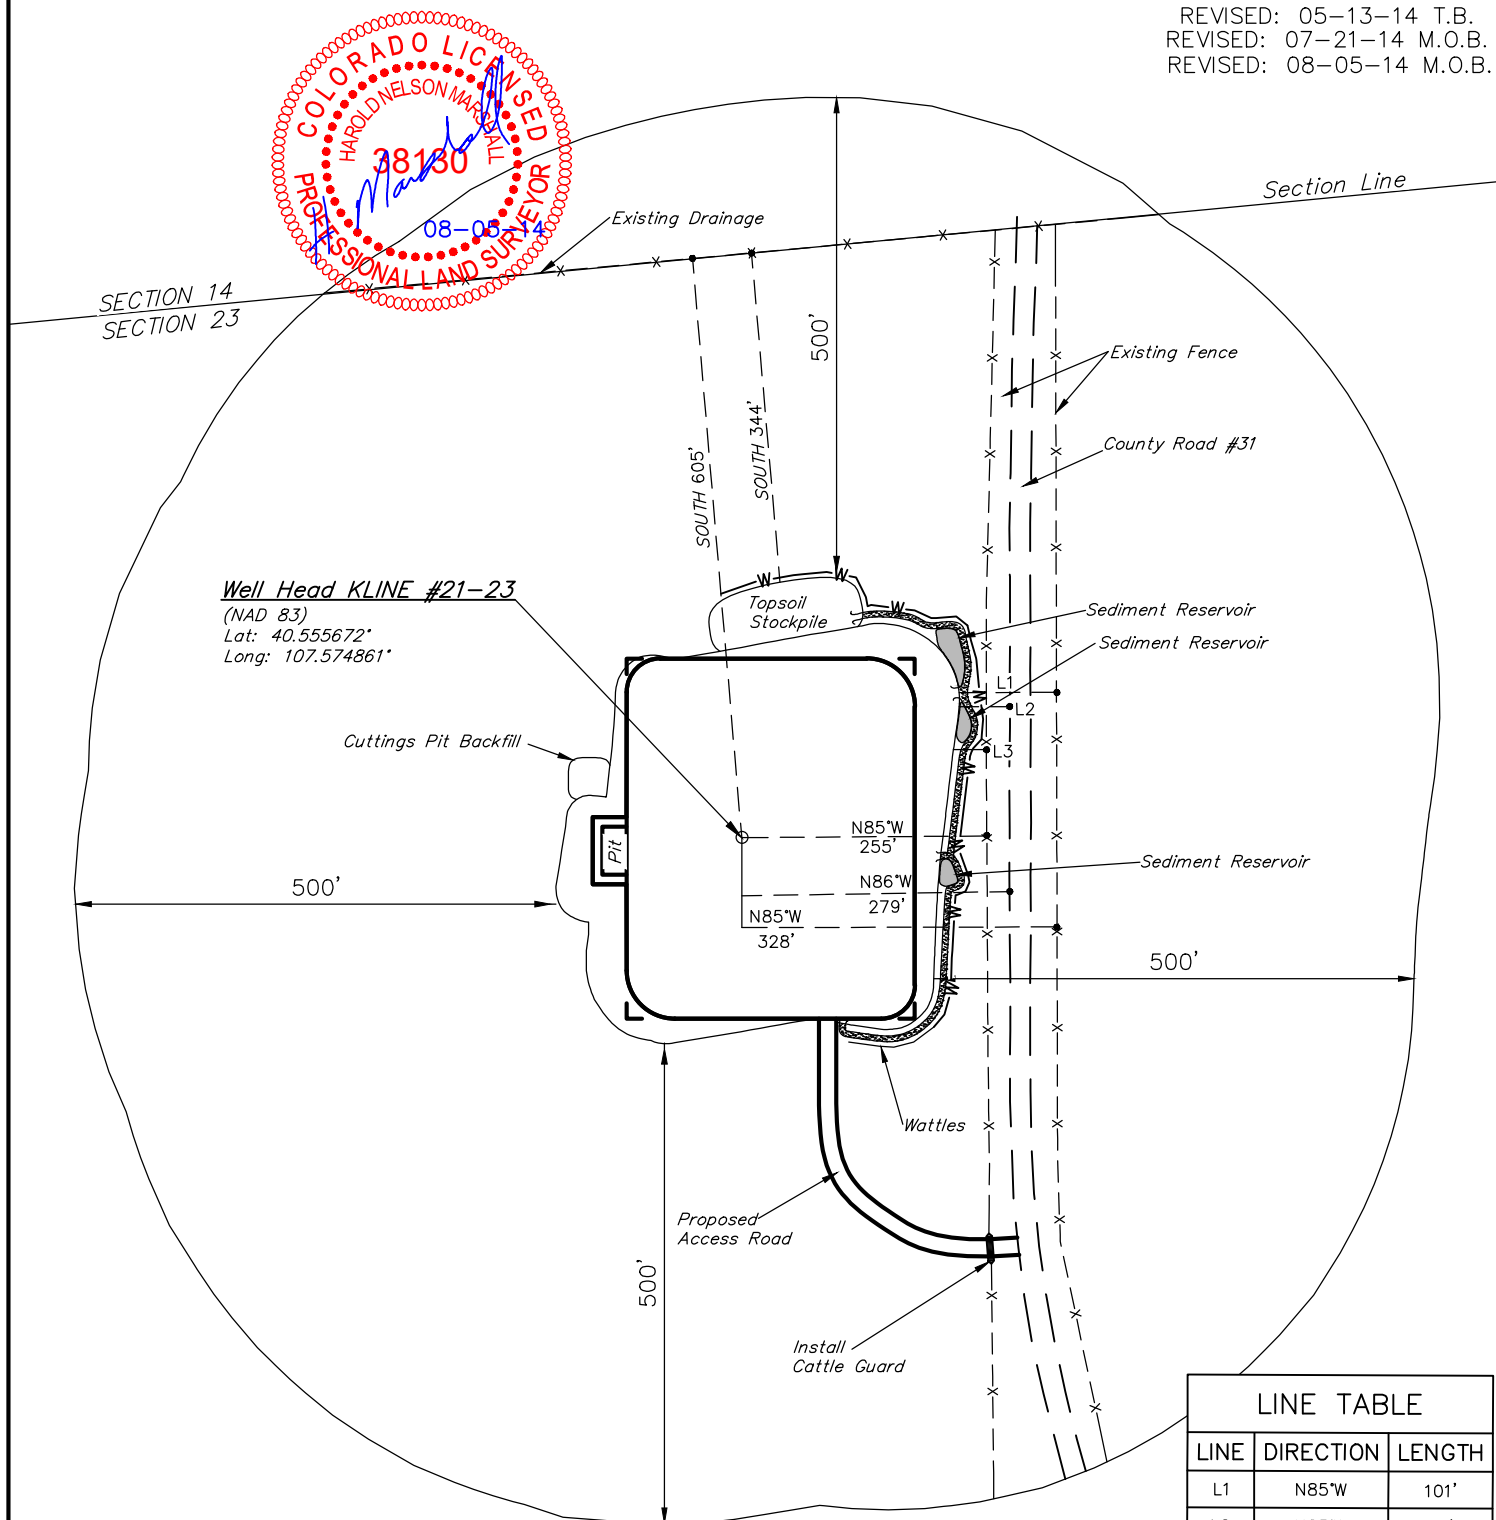 REVISED: 05-13-14 T.B.
REVISED: 07-21-14 M.O.B.
REVISED: 08-05-14 M.O.B.
COLORADO LICENSED
HAROLD NELSON MARSHALL
38130
08-05-14
PROFESSIONAL LAND SURVEYOR
Section Line
Existing Drainage
SECTION 14
SECTION 23
500'
Existing Fence
County Road #31
SOUTH 605'
SOUTH 344'
Well Head KLINE #21-23
(NAD 83)
Lat: 40.555672°
Long: 107.574861°
W
W
W
Topsoil
Stockpile
Sediment Reservoir
Sediment Reservoir
L1
W
L2
L3
Cuttings Pit Backfill
W
Pit
N85°W
255'
W
Sediment Reservoir
N86°W
279'
500'
W
N85°W
328'
500'
W
Wattles
Proposed
Access Road
500'
Install
Cattle Guard
LINE TABLE
LINE DIRECTION LENGTH
L1 N85°W 101'